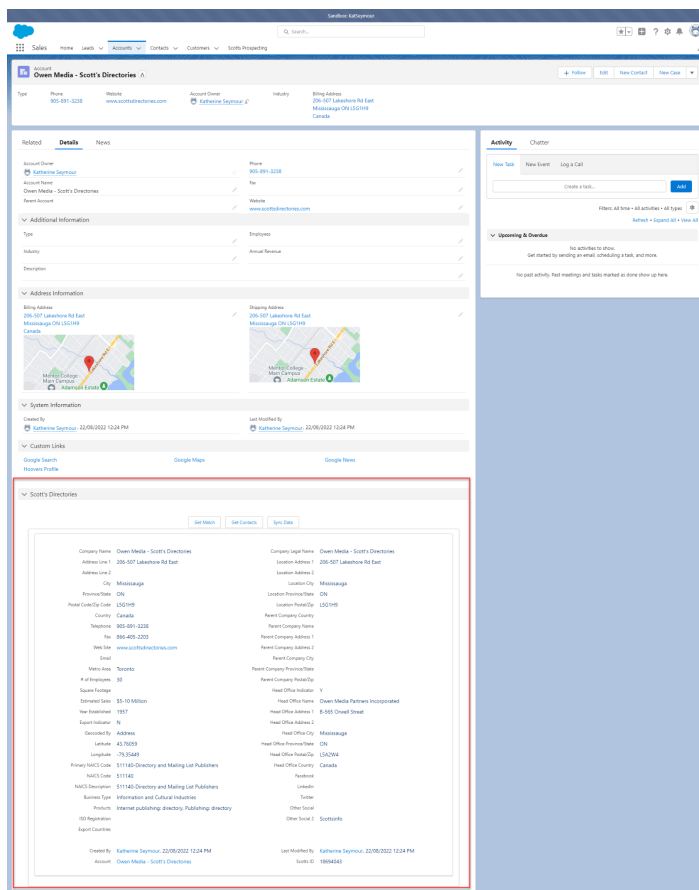 Sandbox: KatSeymour
Search...
Sales Home Leads Accounts Contacts Customers Scotts Prospecting
Account
Owen Media - Scott's Directories
+ Follow Edit New Contact New Case
Type Phone Website Account Owner Industry Billing Address
905-891-3238 www.scottsdirectories.com Katherine Seymour 206-507 Lakeshore Rd East
Mississauga ON L5G1H9
Canada
Related Details News
Activity Chatter
New Task New Event Log a Call
Create a task... Add
Filters: All time • All activities • All types
Refresh • Expand All • View All
Upcoming & Overdue
No activities to show.
Get started by sending an email, scheduling a task, and more.
No past activity. Past meetings and tasks marked as done show up here.
Account Owner Phone
Katherine Seymour 905-891-3238
Account Name Fax
Owen Media - Scott's Directories
Parent Account Website
www.scottsdirectories.com
Additional Information
Type Employees
Industry Annual Revenue
Description
Address Information
Billing Address Shipping Address
206-507 Lakeshore Rd East 206-507 Lakeshore Rd East
Mississauga ON L5G1H9 Mississauga ON L5G1H9
Canada Canada
Lakeshore Rd E Lakeshore Rd E
Mentor College - Mentor College -
Main Campus Main Campus
Adamson Estate Adamson Estate
System Information
Created By Last Modified By
Katherine Seymour, 22/08/2022 12:24 PM Katherine Seymour, 22/08/2022 12:24 PM
Custom Links
Google Search Google Maps Google News
Hoovers Profile
Scott's Directories
Get Match Get Contacts Sync Data
Company Name Owen Media - Scott's Directories Company Legal Name Owen Media - Scott's Directories
Address Line 1 206-507 Lakeshore Rd East Location Address 1 206-507 Lakeshore Rd East
Address Line 2 Location Address 2
City Mississauga Location City Mississauga
Province/State ON Location Province/State ON
Postal Code/Zip Code L5G1H9 Location Postal/Zip L5G1H9
Country Canada Parent Company Country
Telephone 905-891-3238 Parent Company Name
Fax 866-409-2203 Parent Company Address 1
Web Site www.scottsdirectories.com Parent Company Address 2
Email Parent Company City
Metro Area Toronto Parent Company Province/State
# of Employees 30 Parent Company Postal/Zip
Square Footage Head Office Indicator Y
Estimated Sales $5-10 Million Head Office Name Owen Media Partners Incorporated
Year Established 1957 Head Office Address 1 B-565 Orwell Street
Export Indicator N Head Office Address 2
Geocoded By Address Head Office City Mississauga
Latitude 43.76059 Head Office Province/State ON
Longitude -79.35449 Head Office Postal/Zip L5A2W4
Primary NAICS Code 511140-Directory and Mailing List Publishers Head Office Country Canada
NAICS Code 511140 Facebook
NAICS Description 511140-Directory and Mailing List Publishers LinkedIn
Business Type Information and Cultural Industries Twitter
Products Internet publishing: directory, Publishing: directory Other Social
ISO Registration Other Social 2 Scottsinfo
Export Countries
Created By Katherine Seymour, 22/08/2022 12:24 PM Last Modified By Katherine Seymour, 22/08/2022 12:24 PM
Account Owen Media - Scott's Directories Scotts ID 18694043